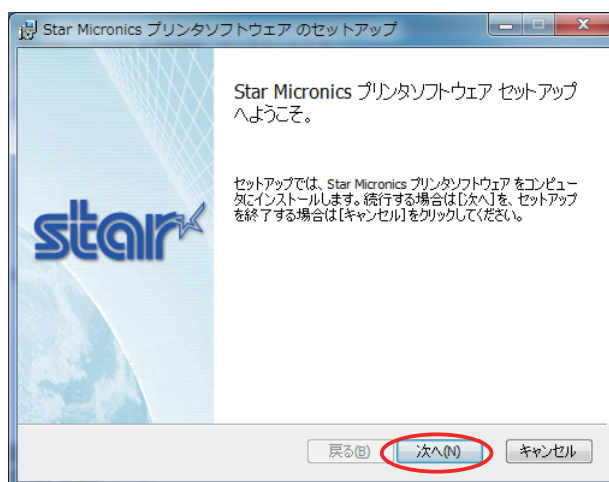 Star Micronics プリンタソフトウェア のセットアップ
Star Micronics プリンタソフトウェア セットアップ
へようこそ。
セットアップでは、Star Micronics プリンタソフトウェア をコンピュー
タにインストールします。続行する場合は[次へ]を、セットアップ
を終了する場合は[キャンセル]をクリックしてください。
star
戻る(B) 次へ(N) キャンセル